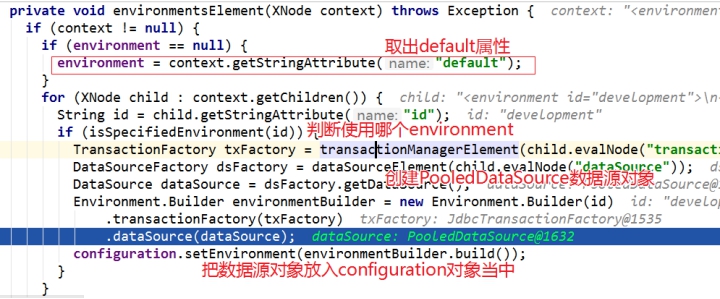 private void environmentsElement(XNode context) throws Exception { context: "<environment
if (context != null) {
if (environment == null) { 取出default属性
environment = context.getStringAttribute( name: "default");
}
for (XNode child : context.getChildren()) { child: "<environment id="development">\n
String id = child.getStringAttribute( name: "id"); id: "development"
if (isSpecifiedEnvironment(id)) 判断使用哪个environment
TransactionFactory txFactory = transactionManagerElement(child.evalNode("transacti
DataSourceFactory dsFactory = dataSourceElement(child.evalNode("dataSource")); ds
DataSource dataSource = dsFactory.getDataSource(); 创建PooledDataSource数据源对象
Environment.Builder environmentBuilder = new Environment.Builder(id) id: "develop
.transactionFactory(txFactory) txFactory: JdbcTransactionFactory@1535
.dataSource(dataSource); dataSource: PooledDataSource@1632
configuration.setEnvironment(environmentBuilder.build());
} 把数据源对象放入configuration对象当中
}
}